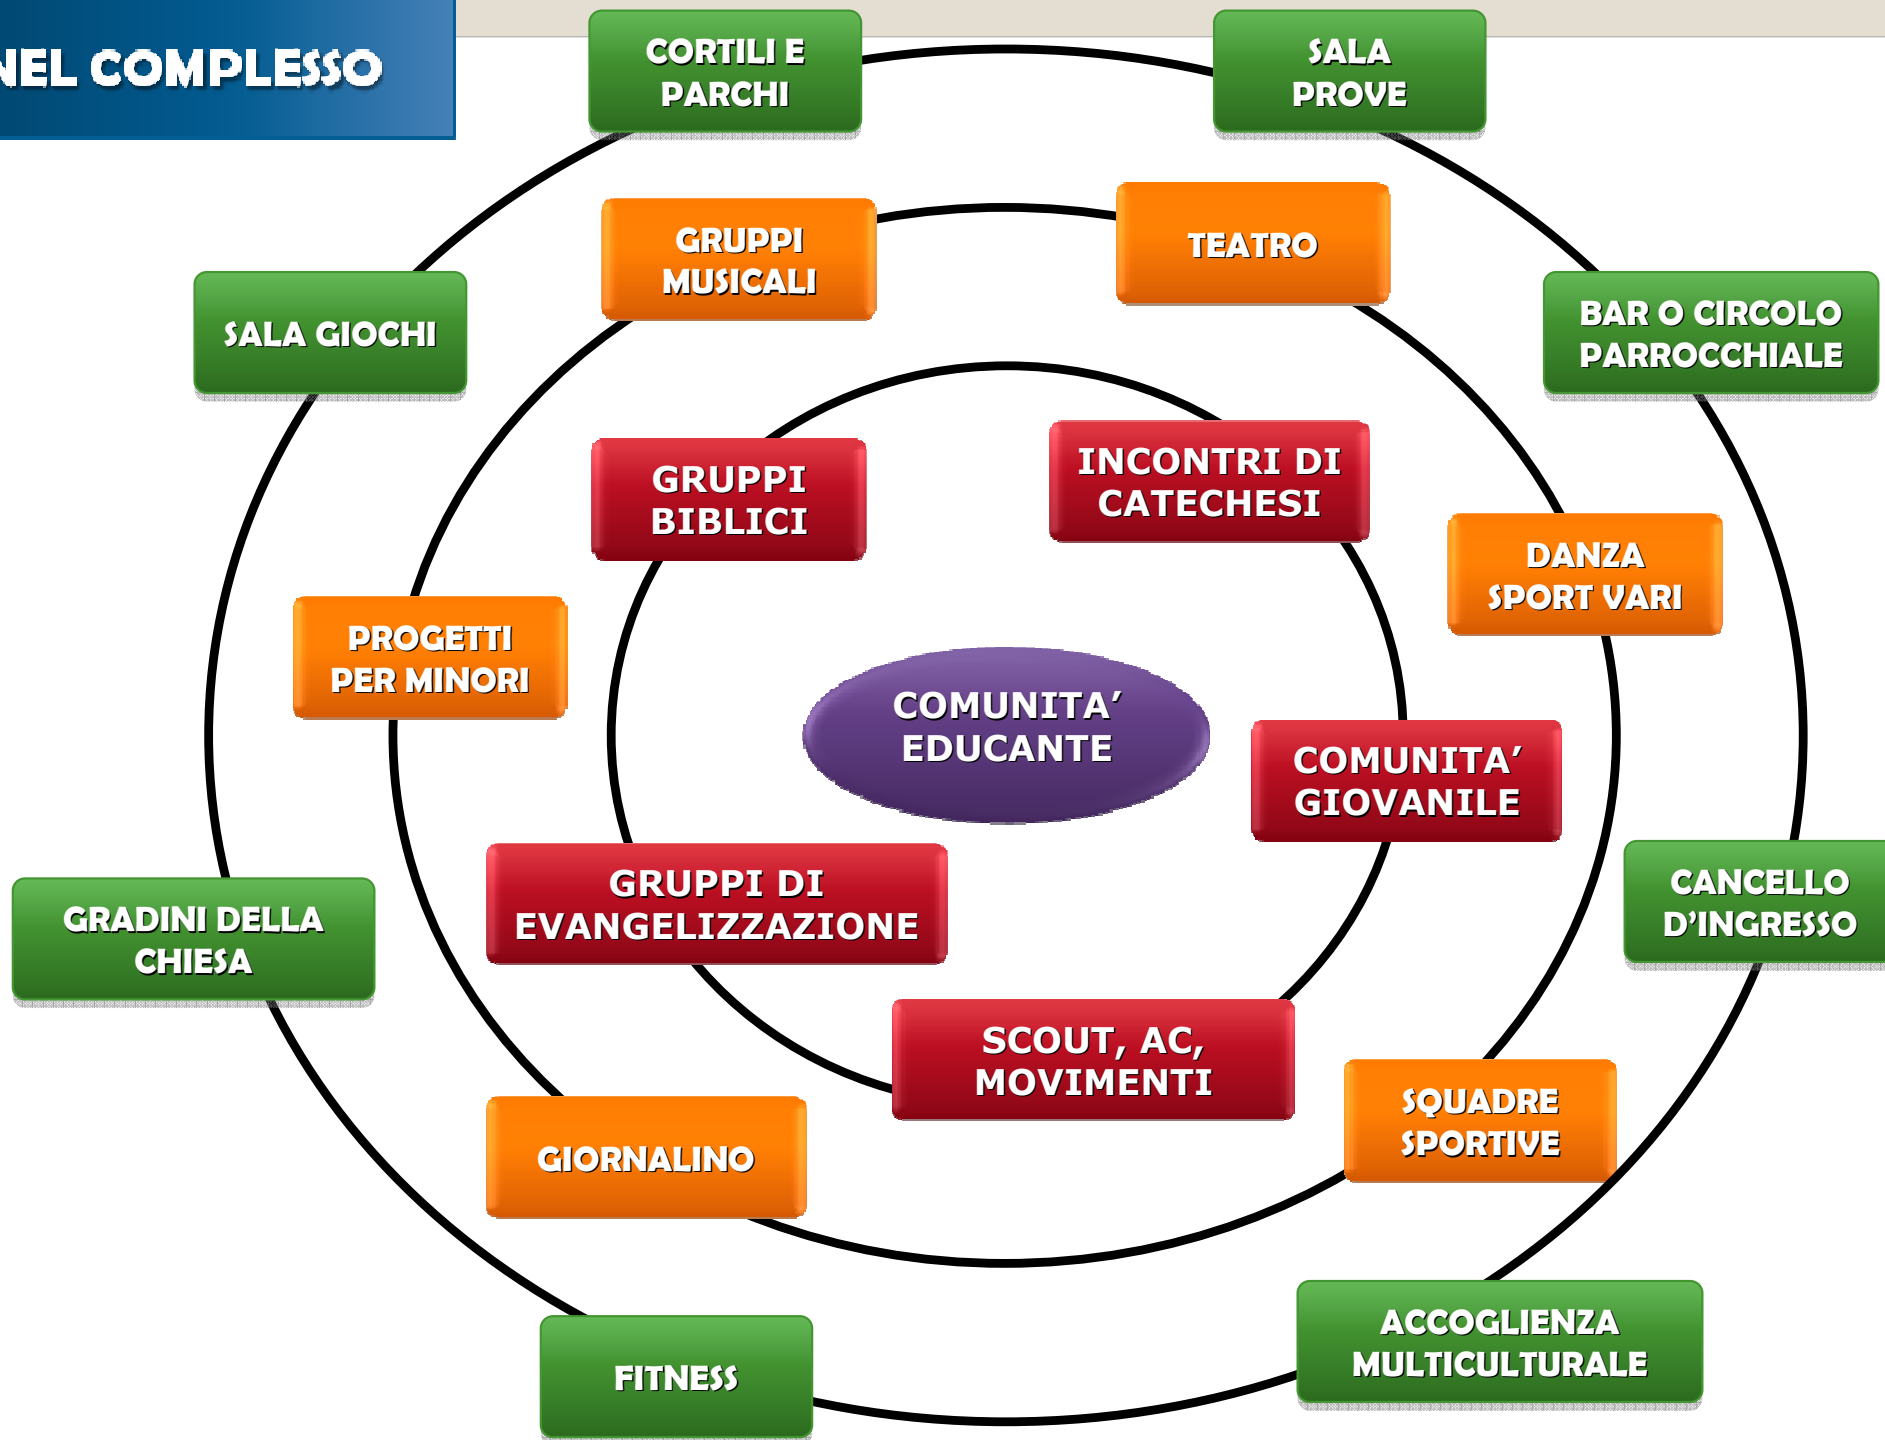 NEL COMPLESSO
CORTILI E
PARCHI
SALA
PROVE
GRUPPI
MUSICALI
TEATRO
SALA GIOCHI
BAR O CIRCOLO
PARROCCHIALE
GRUPPI
BIBLICI
INCONTRI DI
CATECHESI
DANZA
SPORT VARI
PROGETTI
PER MINORI
COMUNITA’
EDUCANTE
COMUNITA’
GIOVANILE
GRUPPI DI
EVANGELIZZAZIONE
GRADINI DELLA
CHIESA
CANCELLO
D’INGRESSO
SCOUT, AC,
MOVIMENTI
SQUADRE
SPORTIVE
GIORNALINO
ACCOGLIENZA
MULTICULTURALE
FITNESS